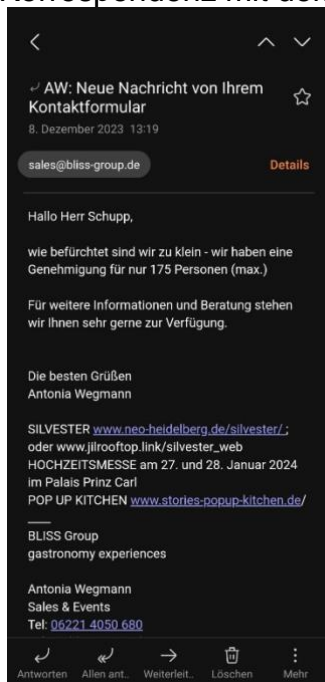 Korrespondenz mit den
AW: Neue Nachricht von Ihrem
Kontaktformular
8. Dezember 2023 13:19
sales@bliss-group.de
Details
Hallo Herr Schupp,
wie befürchtet sind wir zu klein - wir haben eine
Genehmigung für nur 175 Personen (max.)
Für weitere Informationen und Beratung stehen
wir Ihnen sehr gerne zur Verfügung.
Die besten Grüßen
Antonia Wegmann
SILVESTER www.neo-heidelberg.de/silvester/ ;
oder www.jilrooftop.link/silvester_web
HOCHZEITSMESSE am 27. und 28. Januar 2024
im Palais Prinz Carl
POP UP KITCHEN www.stories-popup-kitchen.de/
____
BLISS Group
gastronomy experiences
Antonia Wegmann
Sales & Events
Tel: 06221 4050 680
Antworten Allen ant.. Weiterleit.. Löschen Mehr